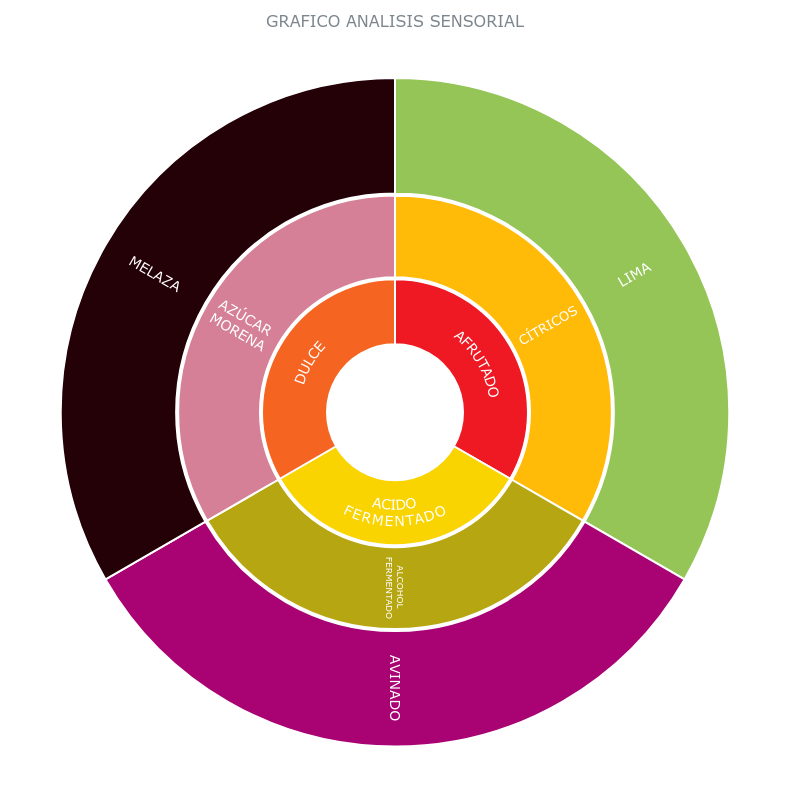 GRAFICO ANALISIS SENSORIAL
MELAZA
AZÚCAR
MORENA
DULCE
AFRUTADO
CÍTRICOS
LIMA
ACIDO
FERMENTADO
ALCOHOL
FERMENTADO
AVINADO